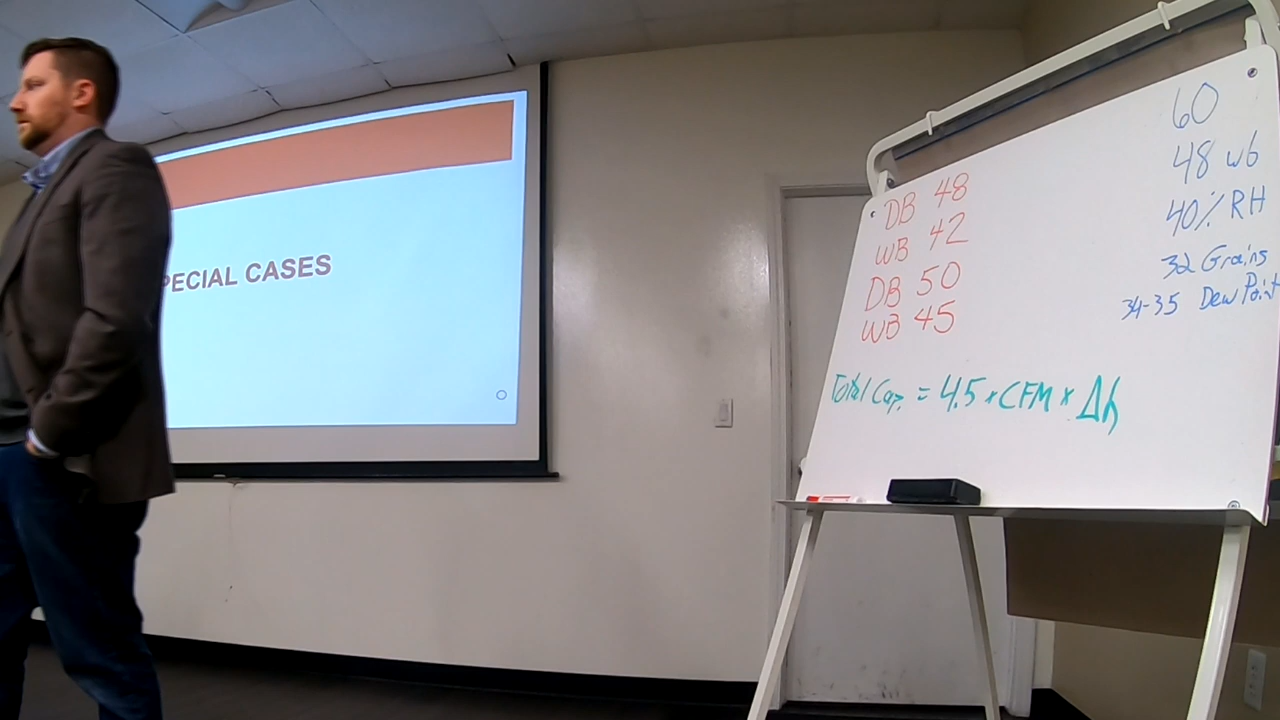 PECIAL CASES
DB 48
WB 42
DB 50
WB 45
Total Cap. = 4.5 × CFM × Δh
60
48 wb
40% RH
32 Grains
34-35 Dew Point